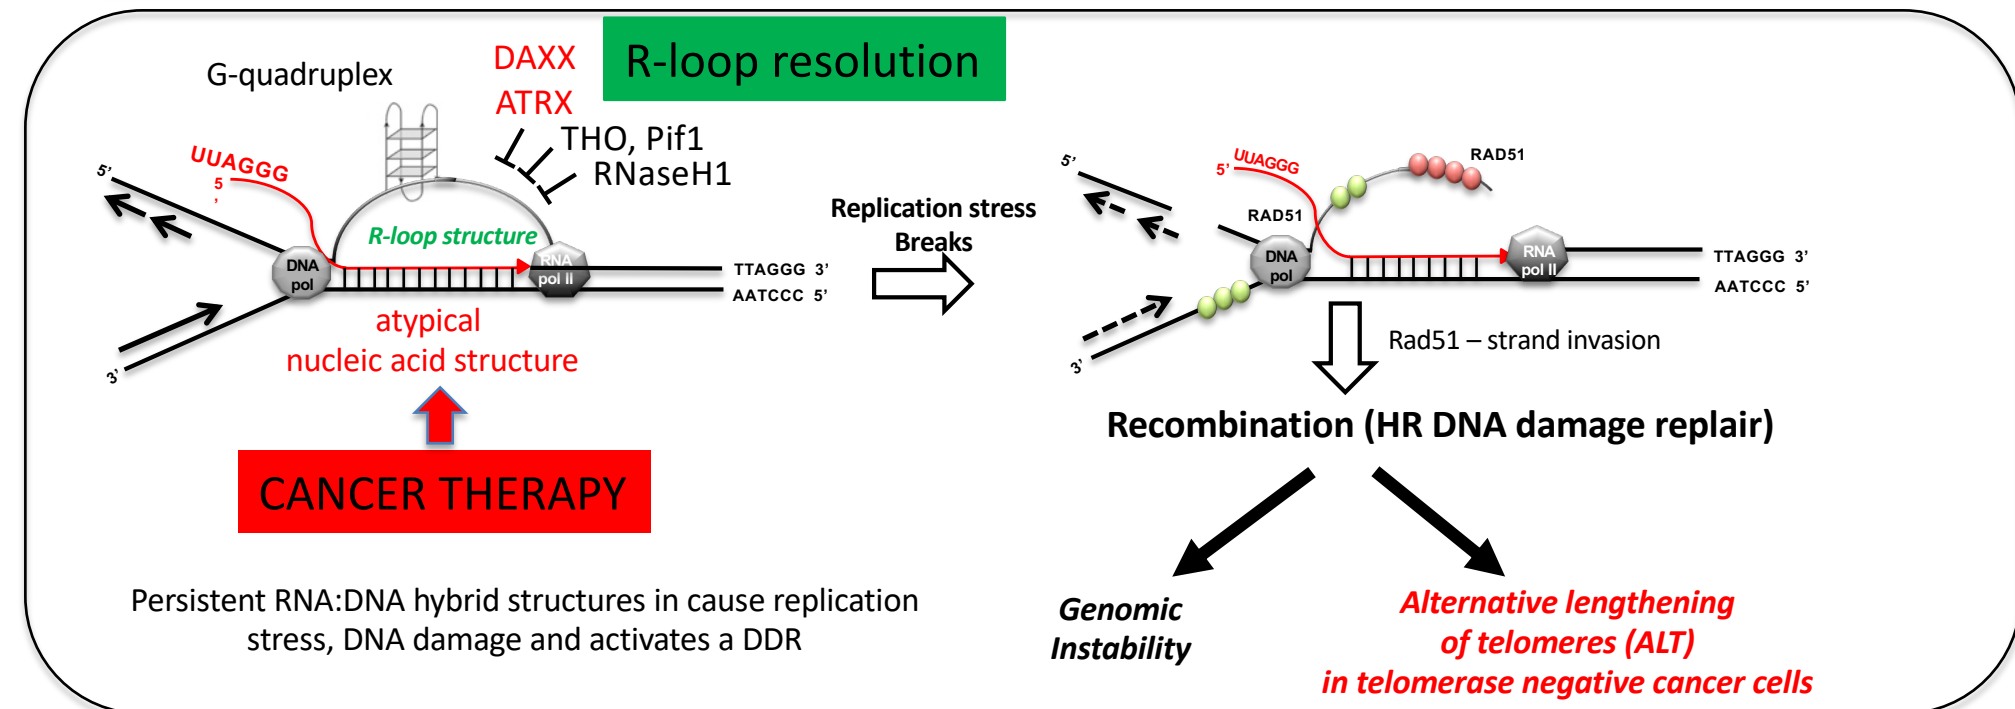 G-quadruplex
DAXX
ATRX
R-loop resolution
THO, Pif1
RNaseH1
5’
UUAGGG
5
’
R-loop structure
DNA
pol
RNA
pol II
TTAGGG 3’
AATCCC 5’
3’
atypical
nucleic acid structure
CANCER THERAPY
Persistent RNA:DNA hybrid structures in cause replication
stress, DNA damage and activates a DDR
Replication stress
Breaks
5’
5’
UUAGGG
RAD51
RAD51
DNA
pol
RNA
pol II
TTAGGG 3’
AATCCC 5’
3’
Rad51 – strand invasion
Recombination (HR DNA damage replair)
Genomic
Instability
Alternative lengthening
of telomeres (ALT)
in telomerase negative cancer cells